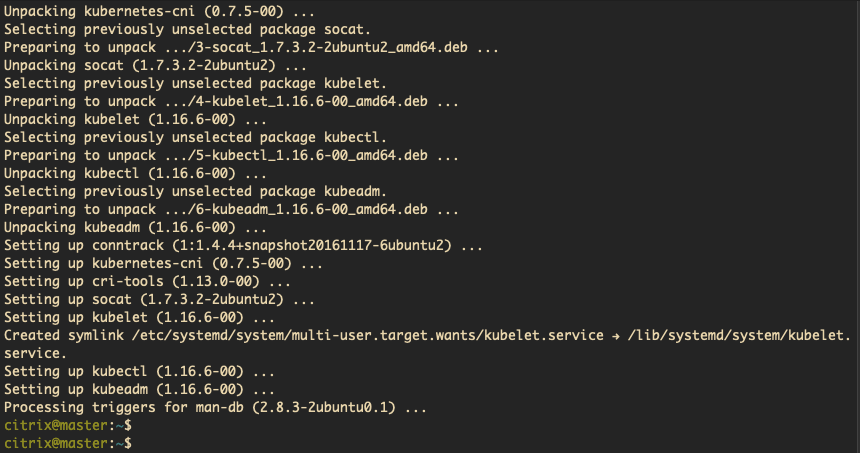 Unpacking kubernetes-cni (0.7.5-00) ...
Selecting previously unselected package socat.
Preparing to unpack .../3-socat_1.7.3.2-2ubuntu2_amd64.deb ...
Unpacking socat (1.7.3.2-2ubuntu2) ...
Selecting previously unselected package kubelet.
Preparing to unpack .../4-kubelet_1.16.6-00_amd64.deb ...
Unpacking kubelet (1.16.6-00) ...
Selecting previously unselected package kubectl.
Preparing to unpack .../5-kubectl_1.16.6-00_amd64.deb ...
Unpacking kubectl (1.16.6-00) ...
Selecting previously unselected package kubeadm.
Preparing to unpack .../6-kubeadm_1.16.6-00_amd64.deb ...
Unpacking kubeadm (1.16.6-00) ...
Setting up conntrack (1:1.4.4+snapshot20161117-6ubuntu2) ...
Setting up kubernetes-cni (0.7.5-00) ...
Setting up cri-tools (1.13.0-00) ...
Setting up socat (1.7.3.2-2ubuntu2) ...
Setting up kubelet (1.16.6-00) ...
Created symlink /etc/systemd/system/multi-user.target.wants/kubelet.service → /lib/systemd/system/kubelet.
service.
Setting up kubectl (1.16.6-00) ...
Setting up kubeadm (1.16.6-00) ...
Processing triggers for man-db (2.8.3-2ubuntu0.1) ...
citrix@master:~$
citrix@master:~$